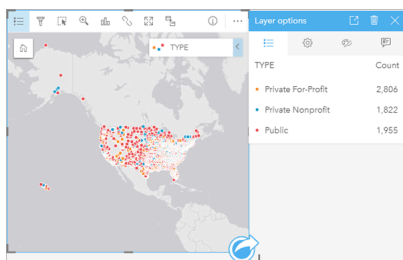 Layer options
TYPE
TYPE Count
Private For-Profit 2,806
Private Nonprofit 1,822
Public 1,955